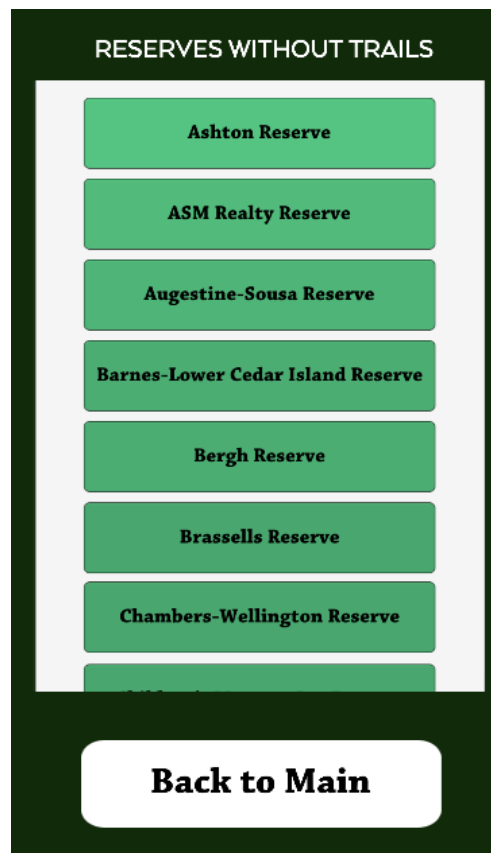 RESERVES WITHOUT TRAILS
Ashton Reserve
ASM Realty Reserve
Augestine-Sousa Reserve
Barnes-Lower Cedar Island Reserve
Bergh Reserve
Brassells Reserve
Chambers-Wellington Reserve
Back to Main